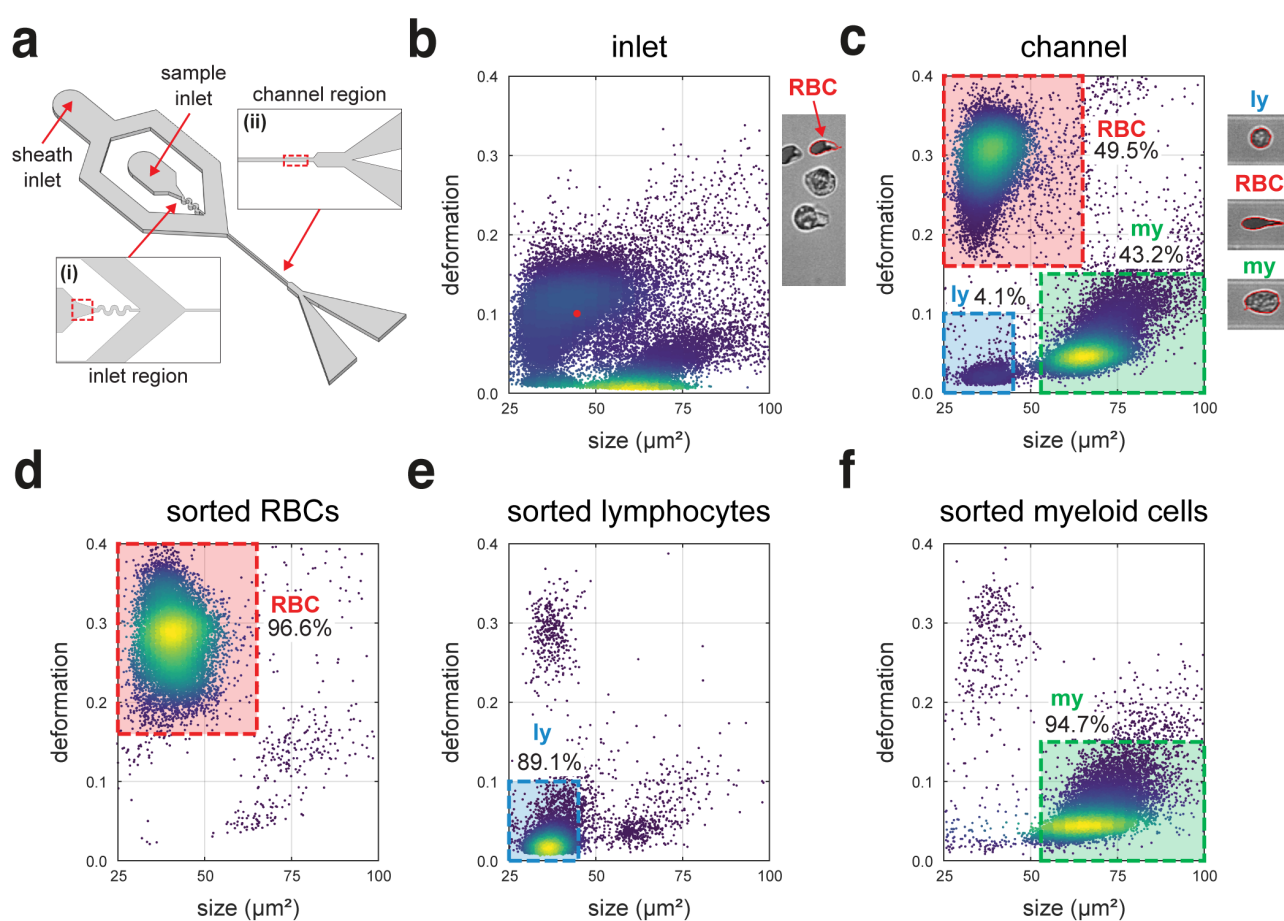 a
sample
inlet
sheath
inlet
channel region
(ii)
(i)
inlet region
b
inlet
RBC
deformation
0.4
0.3
0.2
0.1
0.0
25
50
75
100
size (µm²)
c
channel
deformation
0.4
0.3
0.2
0.1
0.0
RBC
49.5%
my
43.2%
ly 4.1%
25
50
75
100
size (µm²)
ly
RBC
my
d
sorted RBCs
deformation
0.4
0.3
0.2
0.1
0.0
RBC
96.6%
25
50
75
100
size (µm²)
e
sorted lymphocytes
deformation
0.4
0.3
0.2
0.1
0.0
ly
89.1%
25
50
75
100
size (µm²)
f
sorted myeloid cells
deformation
0.4
0.3
0.2
0.1
0.0
my
94.7%
25
50
75
100
size (µm²)